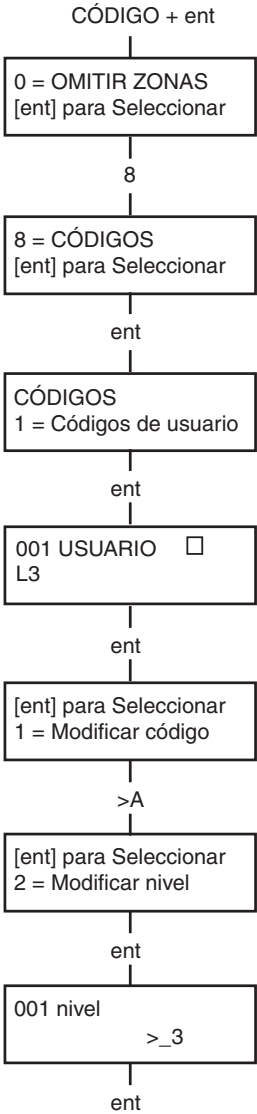 CÓDIGO + ent
0 = OMITIR ZONAS
[ent] para Seleccionar
8
8 = CÓDIGOS
[ent] para Seleccionar
ent
CÓDIGOS
1 = Códigos de usuario
ent
001 USUARIO □
L3
ent
[ent] para Seleccionar
1 = Modificar código
>A
[ent] para Seleccionar
2 = Modificar nivel
ent
001 nivel
>_3
ent